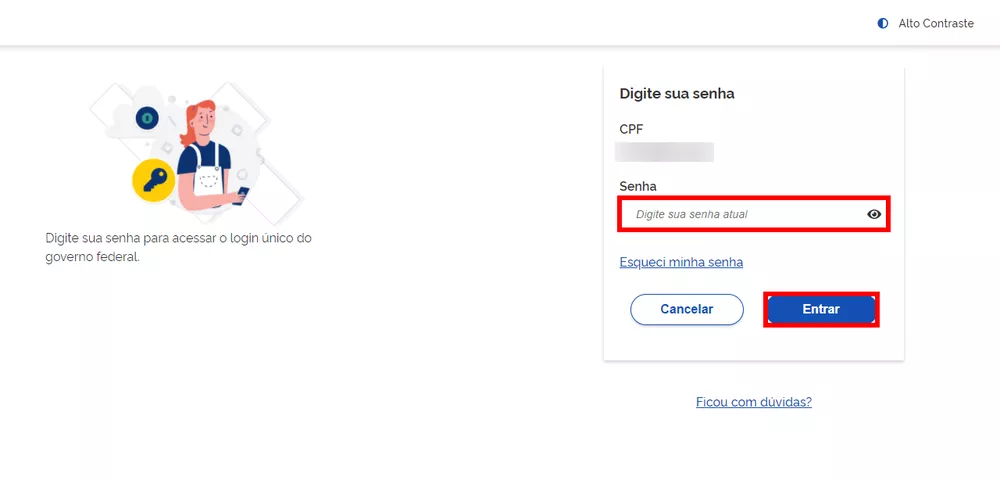 Alto Contraste
Digite sua senha para acessar o login único do
governo federal.
Digite sua senha
CPF
Senha
Digite sua senha atual
Esqueci minha senha
Cancelar
Entrar
Ficou com dúvidas?